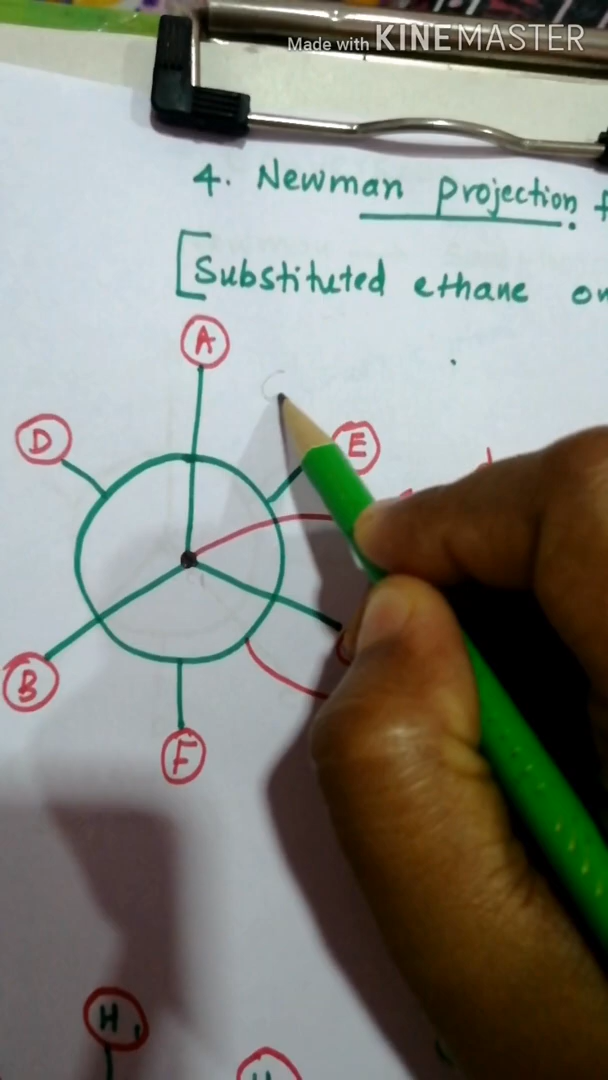 Made with KINEMASTER
4. Newman projection
[Substituted ethane
A
D
E
B
F
H